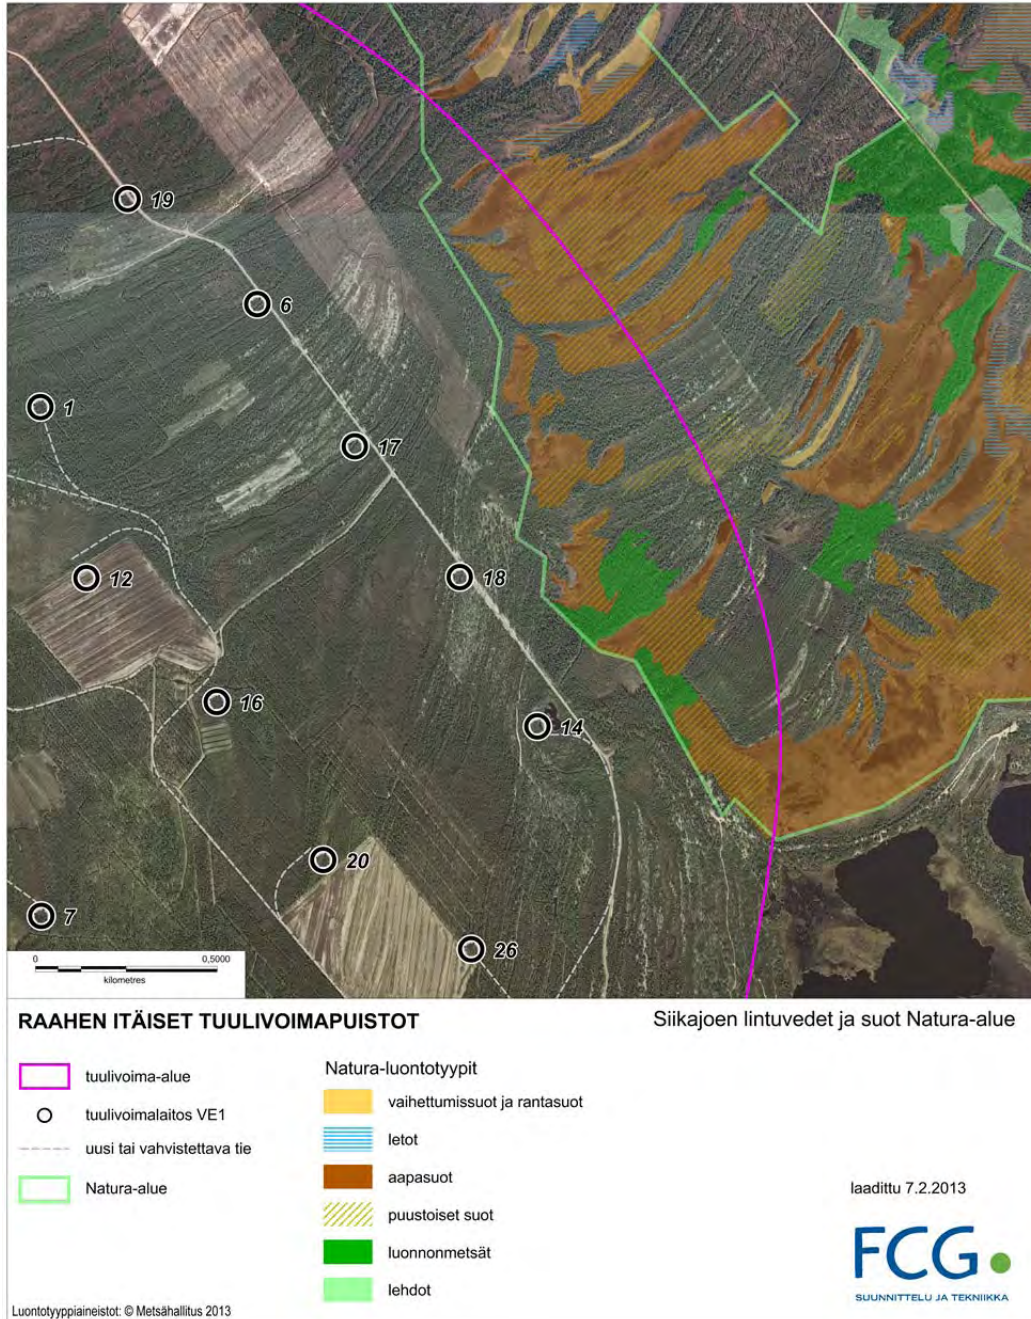 19
6
1
17
12
18
16
14
20
7
26
0 0,5000
kilometres
RAAHEN ITÄISET TUULIVOIMAPUISTOT
Siikajoen lintuvedet ja suot Natura-alue
tuulivoima-alue
tuulivoimalaitos VE1
uusi tai vahvistettava tie
Natura-alue
Natura-luontotyypit
vaihettumissuot ja rantasuot
letot
aapasuot
puustoiset suot
luonnonmetsät
lehdot
laadittu 7.2.2013
FCG
SUUNNITTELU JA TEKNIIKKA
Luontotyyppiaineistot: © Metsähallitus 2013